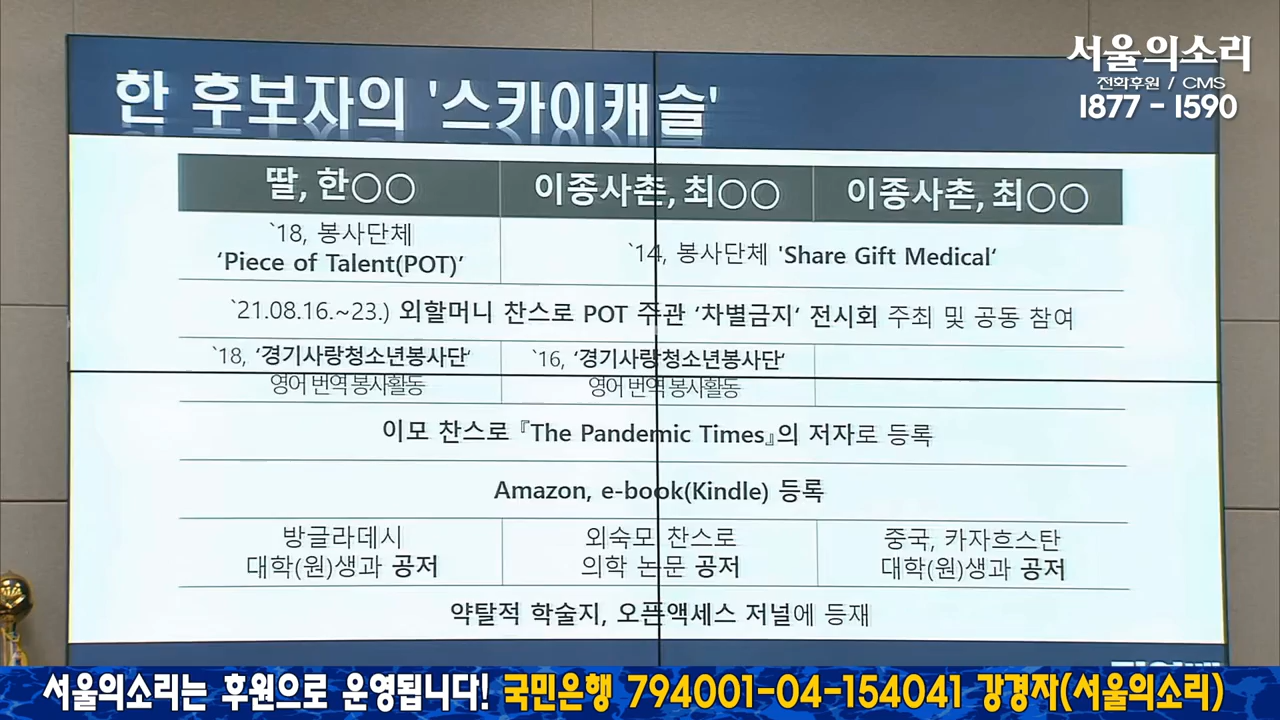 서울의소리
전화후원 / CMS
1877 - 1590
한 후보자의 '스카이캐슬'
딸, 한○○
이종사촌, 최○○
이종사촌, 최○○
`18, 봉사단체
‘Piece of Talent(POT)’
`14, 봉사단체 'Share Gift Medical‘
`21.08.16.~23.) 외할머니 찬스로 POT 주관 ‘차별금지‘ 전시회 주최 및 공동 참여
`18, ‘경기사랑청소년봉사단‘
영어 번역 봉사활동
`16, ‘경기사랑청소년봉사단‘
영어 번역 봉사활동
이모 찬스로 『The Pandemic Times』의 저자로 등록
Amazon, e-book(Kindle) 등록
방글라데시
대학(원)생과 공저
외숙모 찬스로
의학 논문 공저
중국, 카자흐스탄
대학(원)생과 공저
약탈적 학술지, 오픈액세스 저널에 등재
서울의소리는 후원으로 운영됩니다! 국민은행 794001-04-154041 강경자(서울의소리)